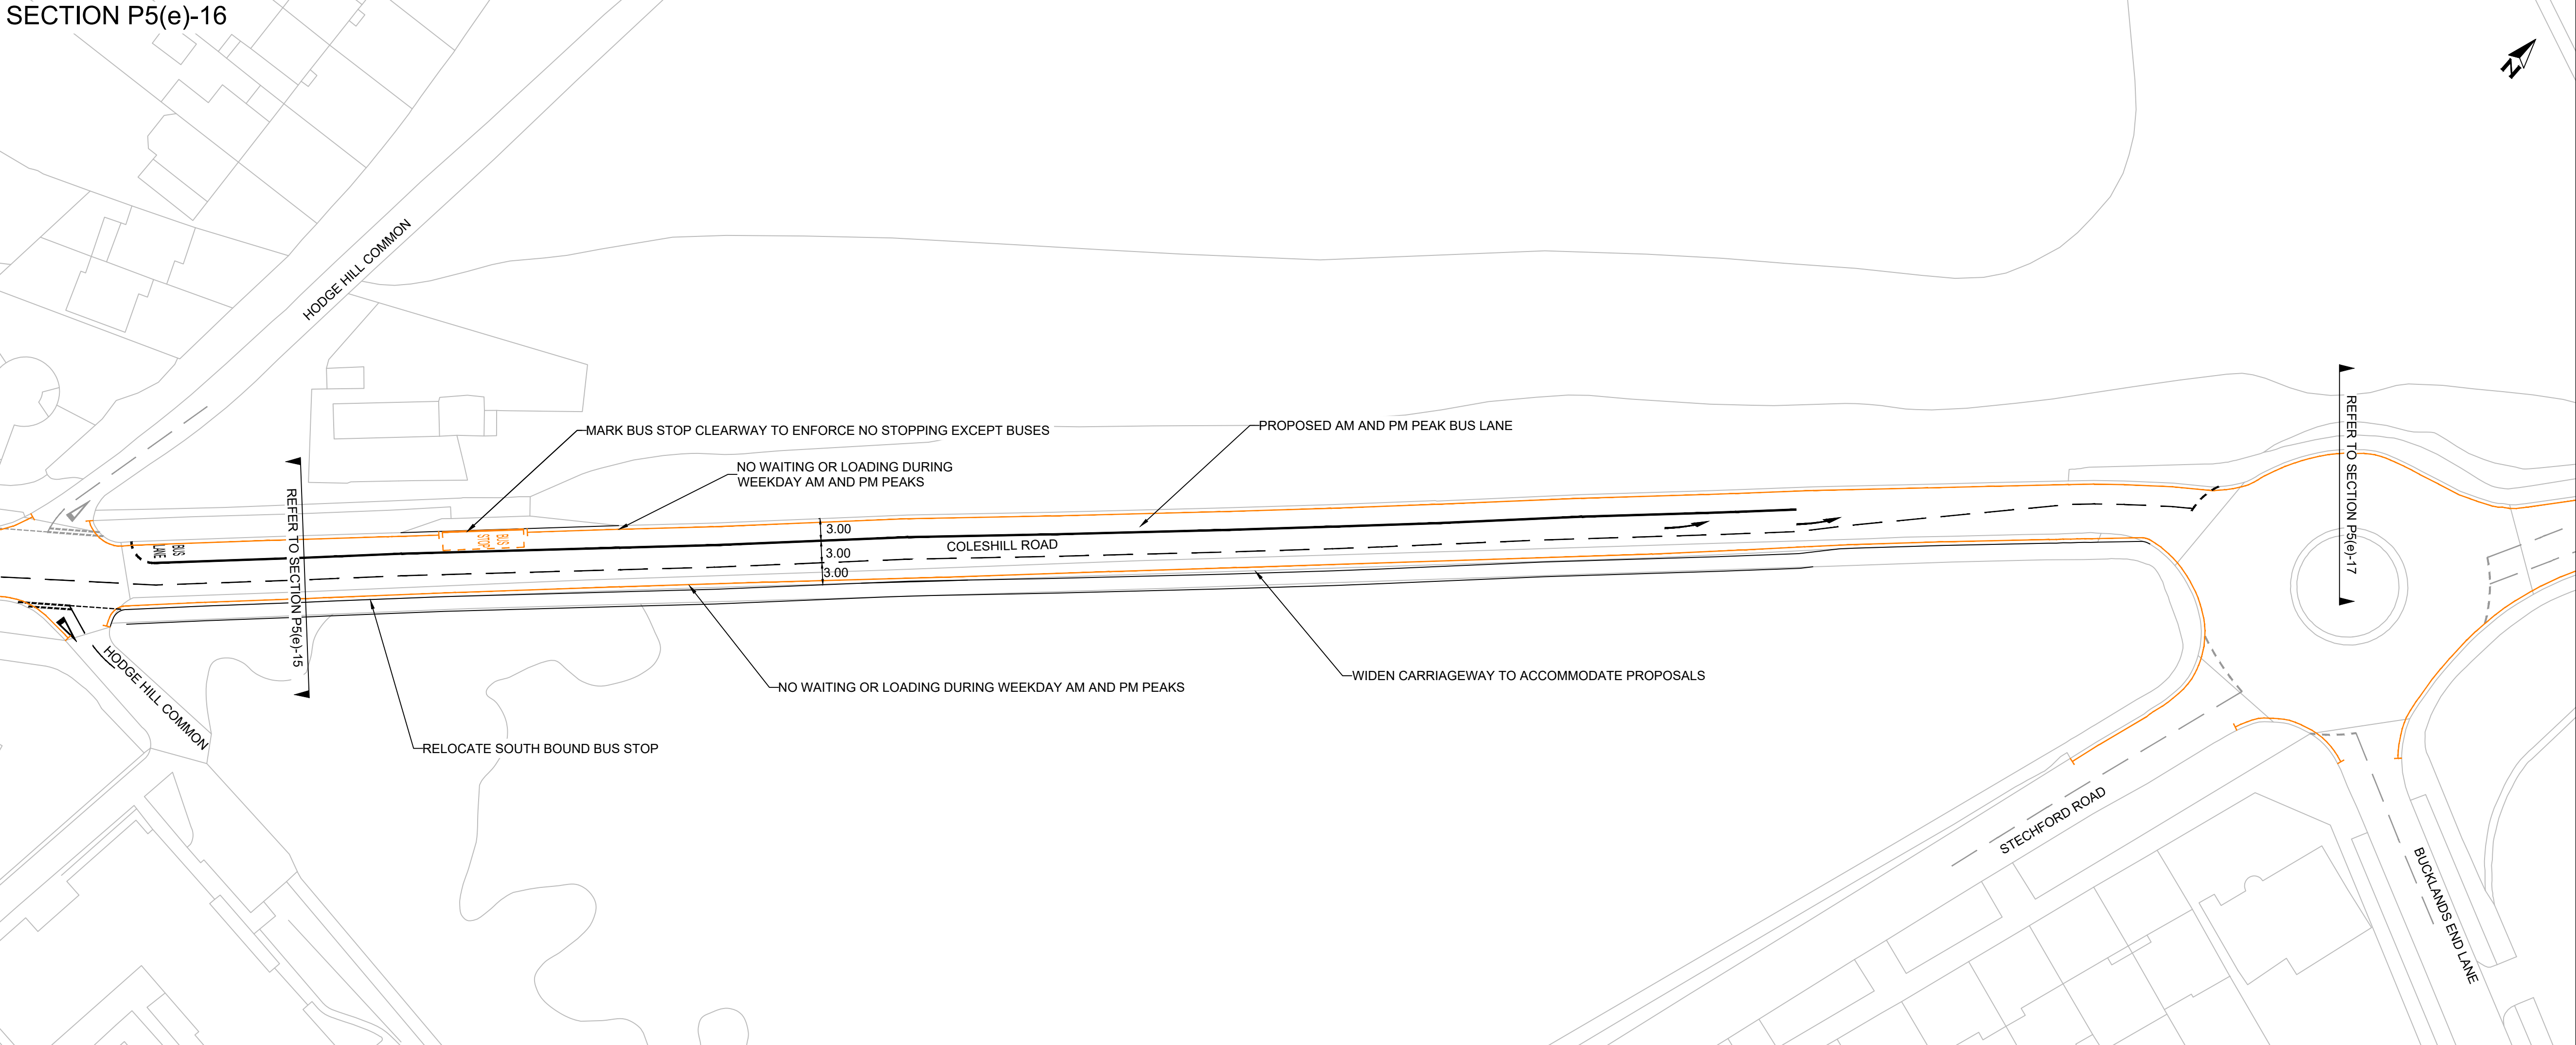 SECTION P5(e)-16
N
HODGE HILL COMMON
MARK BUS STOP CLEARWAY TO ENFORCE NO STOPPING EXCEPT BUSES
PROPOSED AM AND PM PEAK BUS LANE
NO WAITING OR LOADING DURING
WEEKDAY AM AND PM PEAKS
REFER TO SECTION P5(e)-15
REFER TO SECTION P5(e)-17
BUS
LANE
BUS
STOP
3.00
3.00
3.00
COLESHILL ROAD
HODGE HILL COMMON
NO WAITING OR LOADING DURING WEEKDAY AM AND PM PEAKS
WIDEN CARRIAGEWAY TO ACCOMMODATE PROPOSALS
RELOCATE SOUTH BOUND BUS STOP
STECHFORD ROAD
BUCKLANDS END LANE